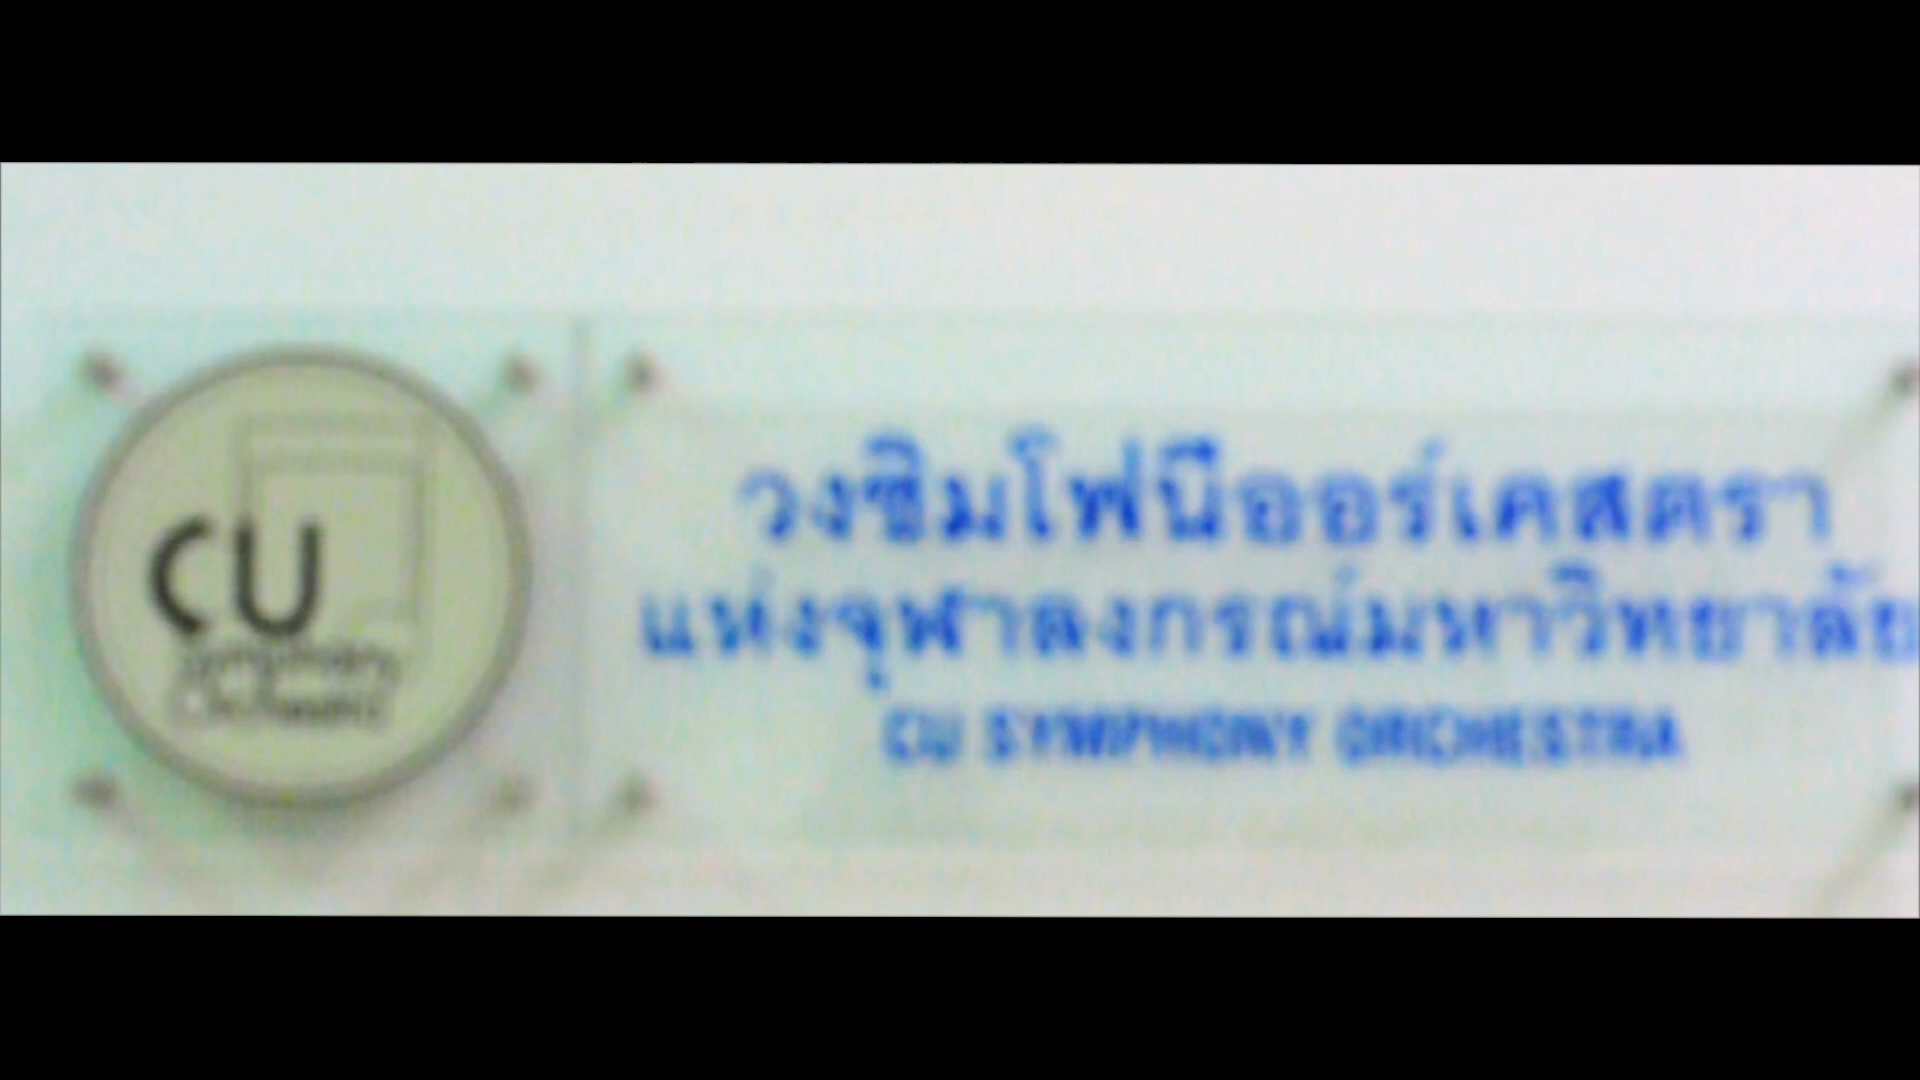 CU
Symphony
Orchestra
วงซิมโฟนีออร์เคสตรา
แห่งจุฬาลงกรณ์มหาวิทยาลัย
CU SYMPHONY ORCHESTRA